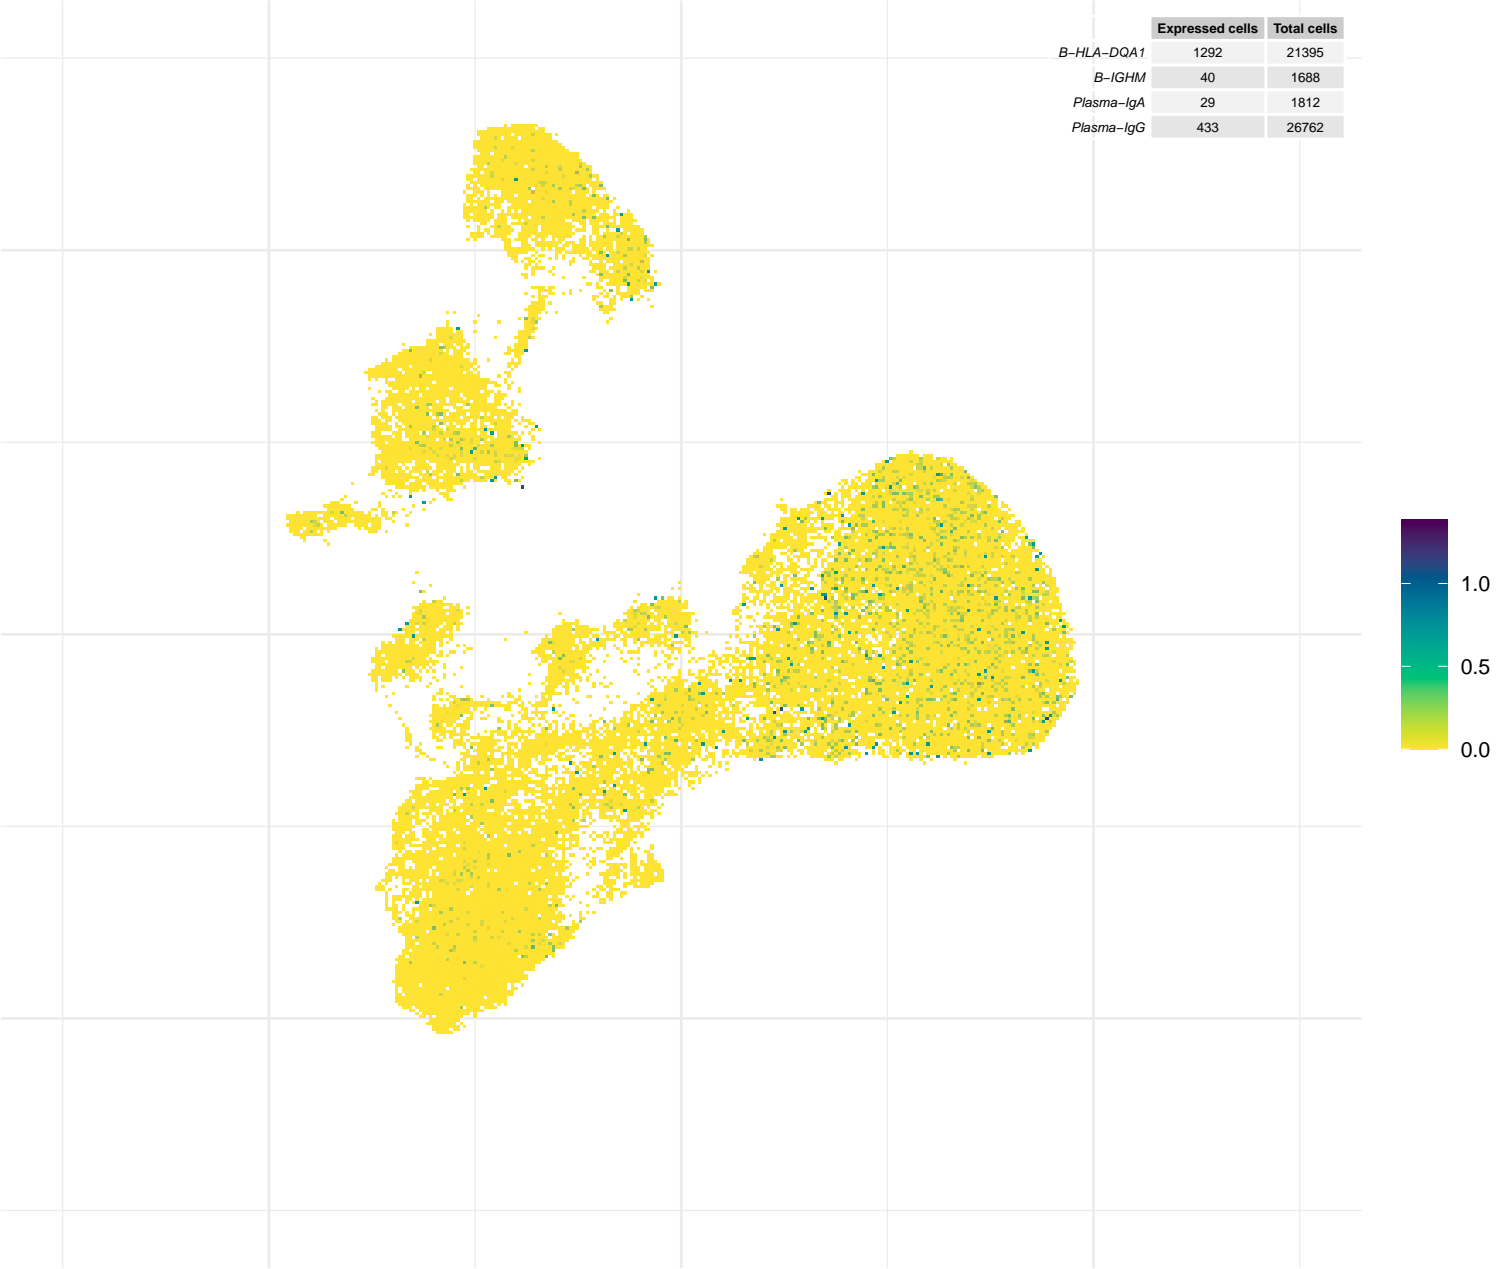 Expressed cells Total cells
B−HLA−DQA1 1292 21395
B−IGHM 40 1688
Plasma−IgA 29 1812
Plasma−IgG 433 26762
1.0
0.5
0.0